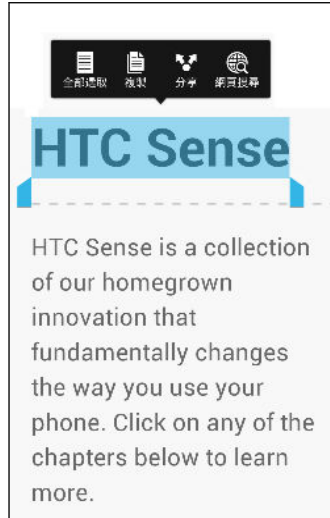 全部選取 複製 分享 網頁搜尋
HTC Sense
HTC Sense is a collection
of our homegrown
innovation that
fundamentally changes
the way you use your
phone. Click on any of the
chapters below to learn
more.